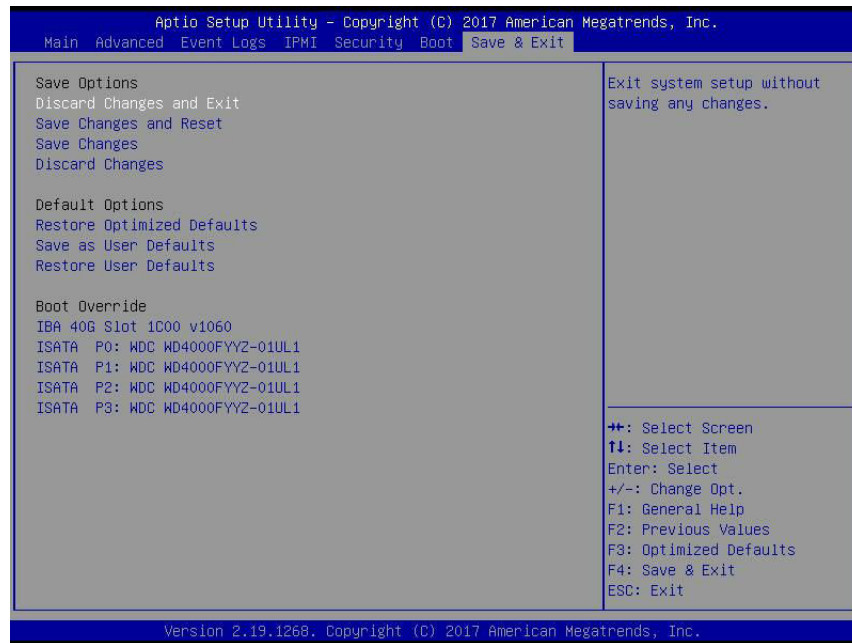 Aptio Setup Utility – Copyright (C) 2017 American Megatrends, Inc.
Main Advanced Event Logs IPMI Security Boot Save & Exit
Save Options
Discard Changes and Exit
Save Changes and Reset
Save Changes
Discard Changes
Default Options
Restore Optimized Defaults
Save as User Defaults
Restore User Defaults
Boot Override
IBA 40G Slot 1C00 v1060
ISATA P0: WDC WD4000FYYZ-01UL1
ISATA P1: WDC WD4000FYYZ-01UL1
ISATA P2: WDC WD4000FYYZ-01UL1
ISATA P3: WDC WD4000FYYZ-01UL1
Exit system setup without
saving any changes.
→←: Select Screen
↑↓: Select Item
Enter: Select
+/-: Change Opt.
F1: General Help
F2: Previous Values
F3: Optimized Defaults
F4: Save & Exit
ESC: Exit
Version 2.19.1268. Copyright (C) 2017 American Megatrends, Inc.